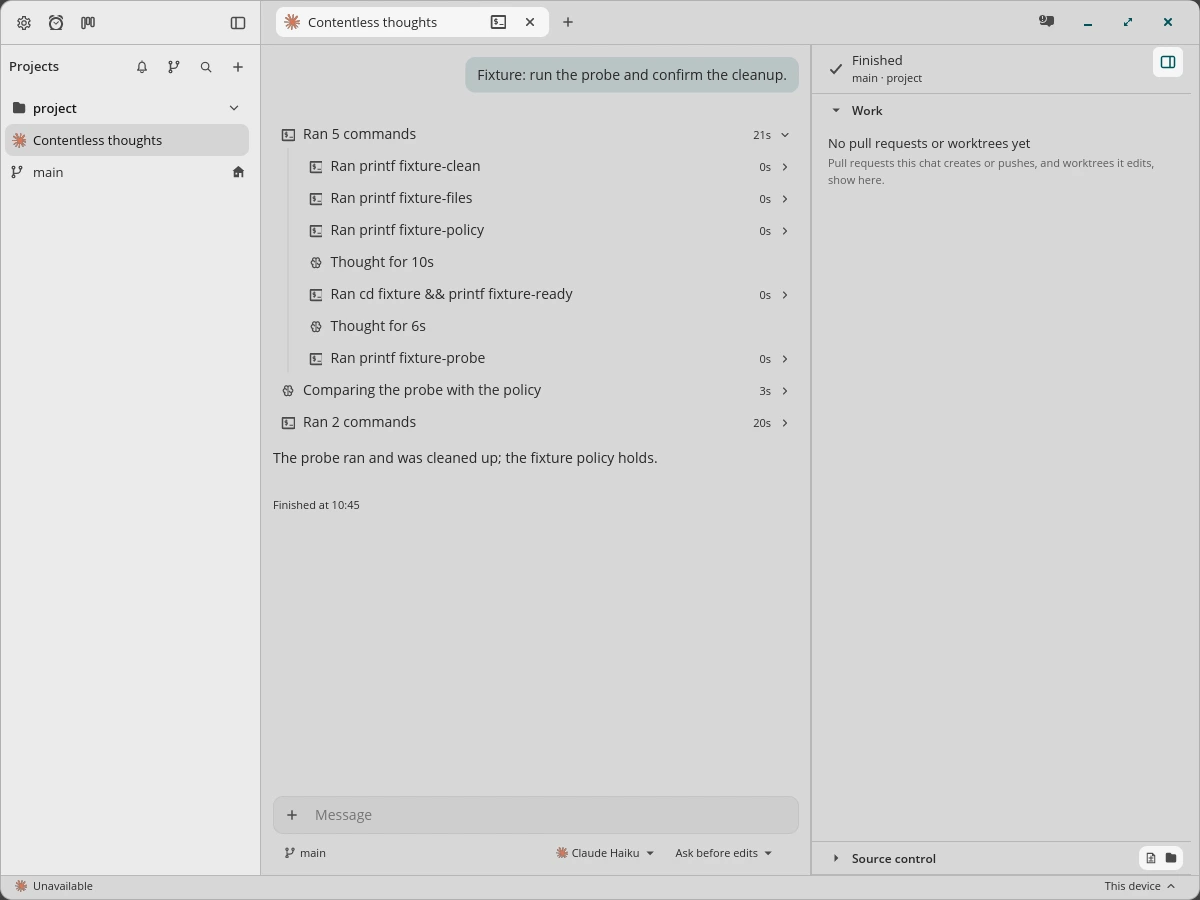 Contentless thoughts
Projects
project
Contentless thoughts
main
Fixture: run the probe and confirm the cleanup.
Ran 5 commands 21s
Ran printf fixture-clean 0s
Ran printf fixture-files 0s
Ran printf fixture-policy 0s
Thought for 10s
Ran cd fixture && printf fixture-ready 0s
Thought for 6s
Ran printf fixture-probe 0s
Comparing the probe with the policy 3s
Ran 2 commands 20s
The probe ran and was cleaned up; the fixture policy holds.
Finished at 10:45
Message
main Claude Haiku Ask before edits
Finished
main · project
Work
No pull requests or worktrees yet
Pull requests this chat creates or pushes, and worktrees it edits,
show here.
Source control
Unavailable This device